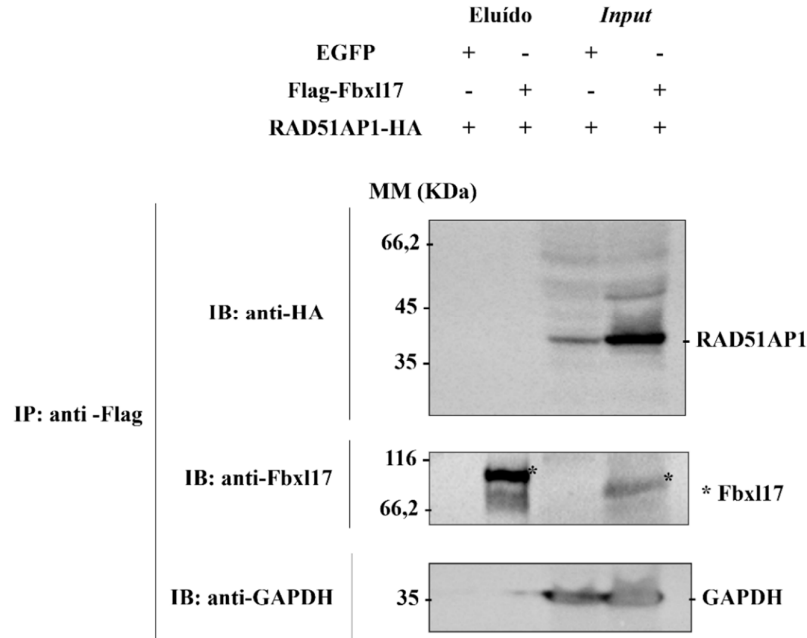 Eluído Input
EGFP + - + -
Flag-Fbxl17 - + - +
RAD51AP1-HA + + + +
MM (KDa)
66,2 -
IB: anti-HA
45 -
- RAD51AP1
35 -
IP: anti -Flag
116 -
IB: anti-Fbxl17
* *
* Fbxl17
66,2 -
IB: anti-GAPDH
35 -
- GAPDH